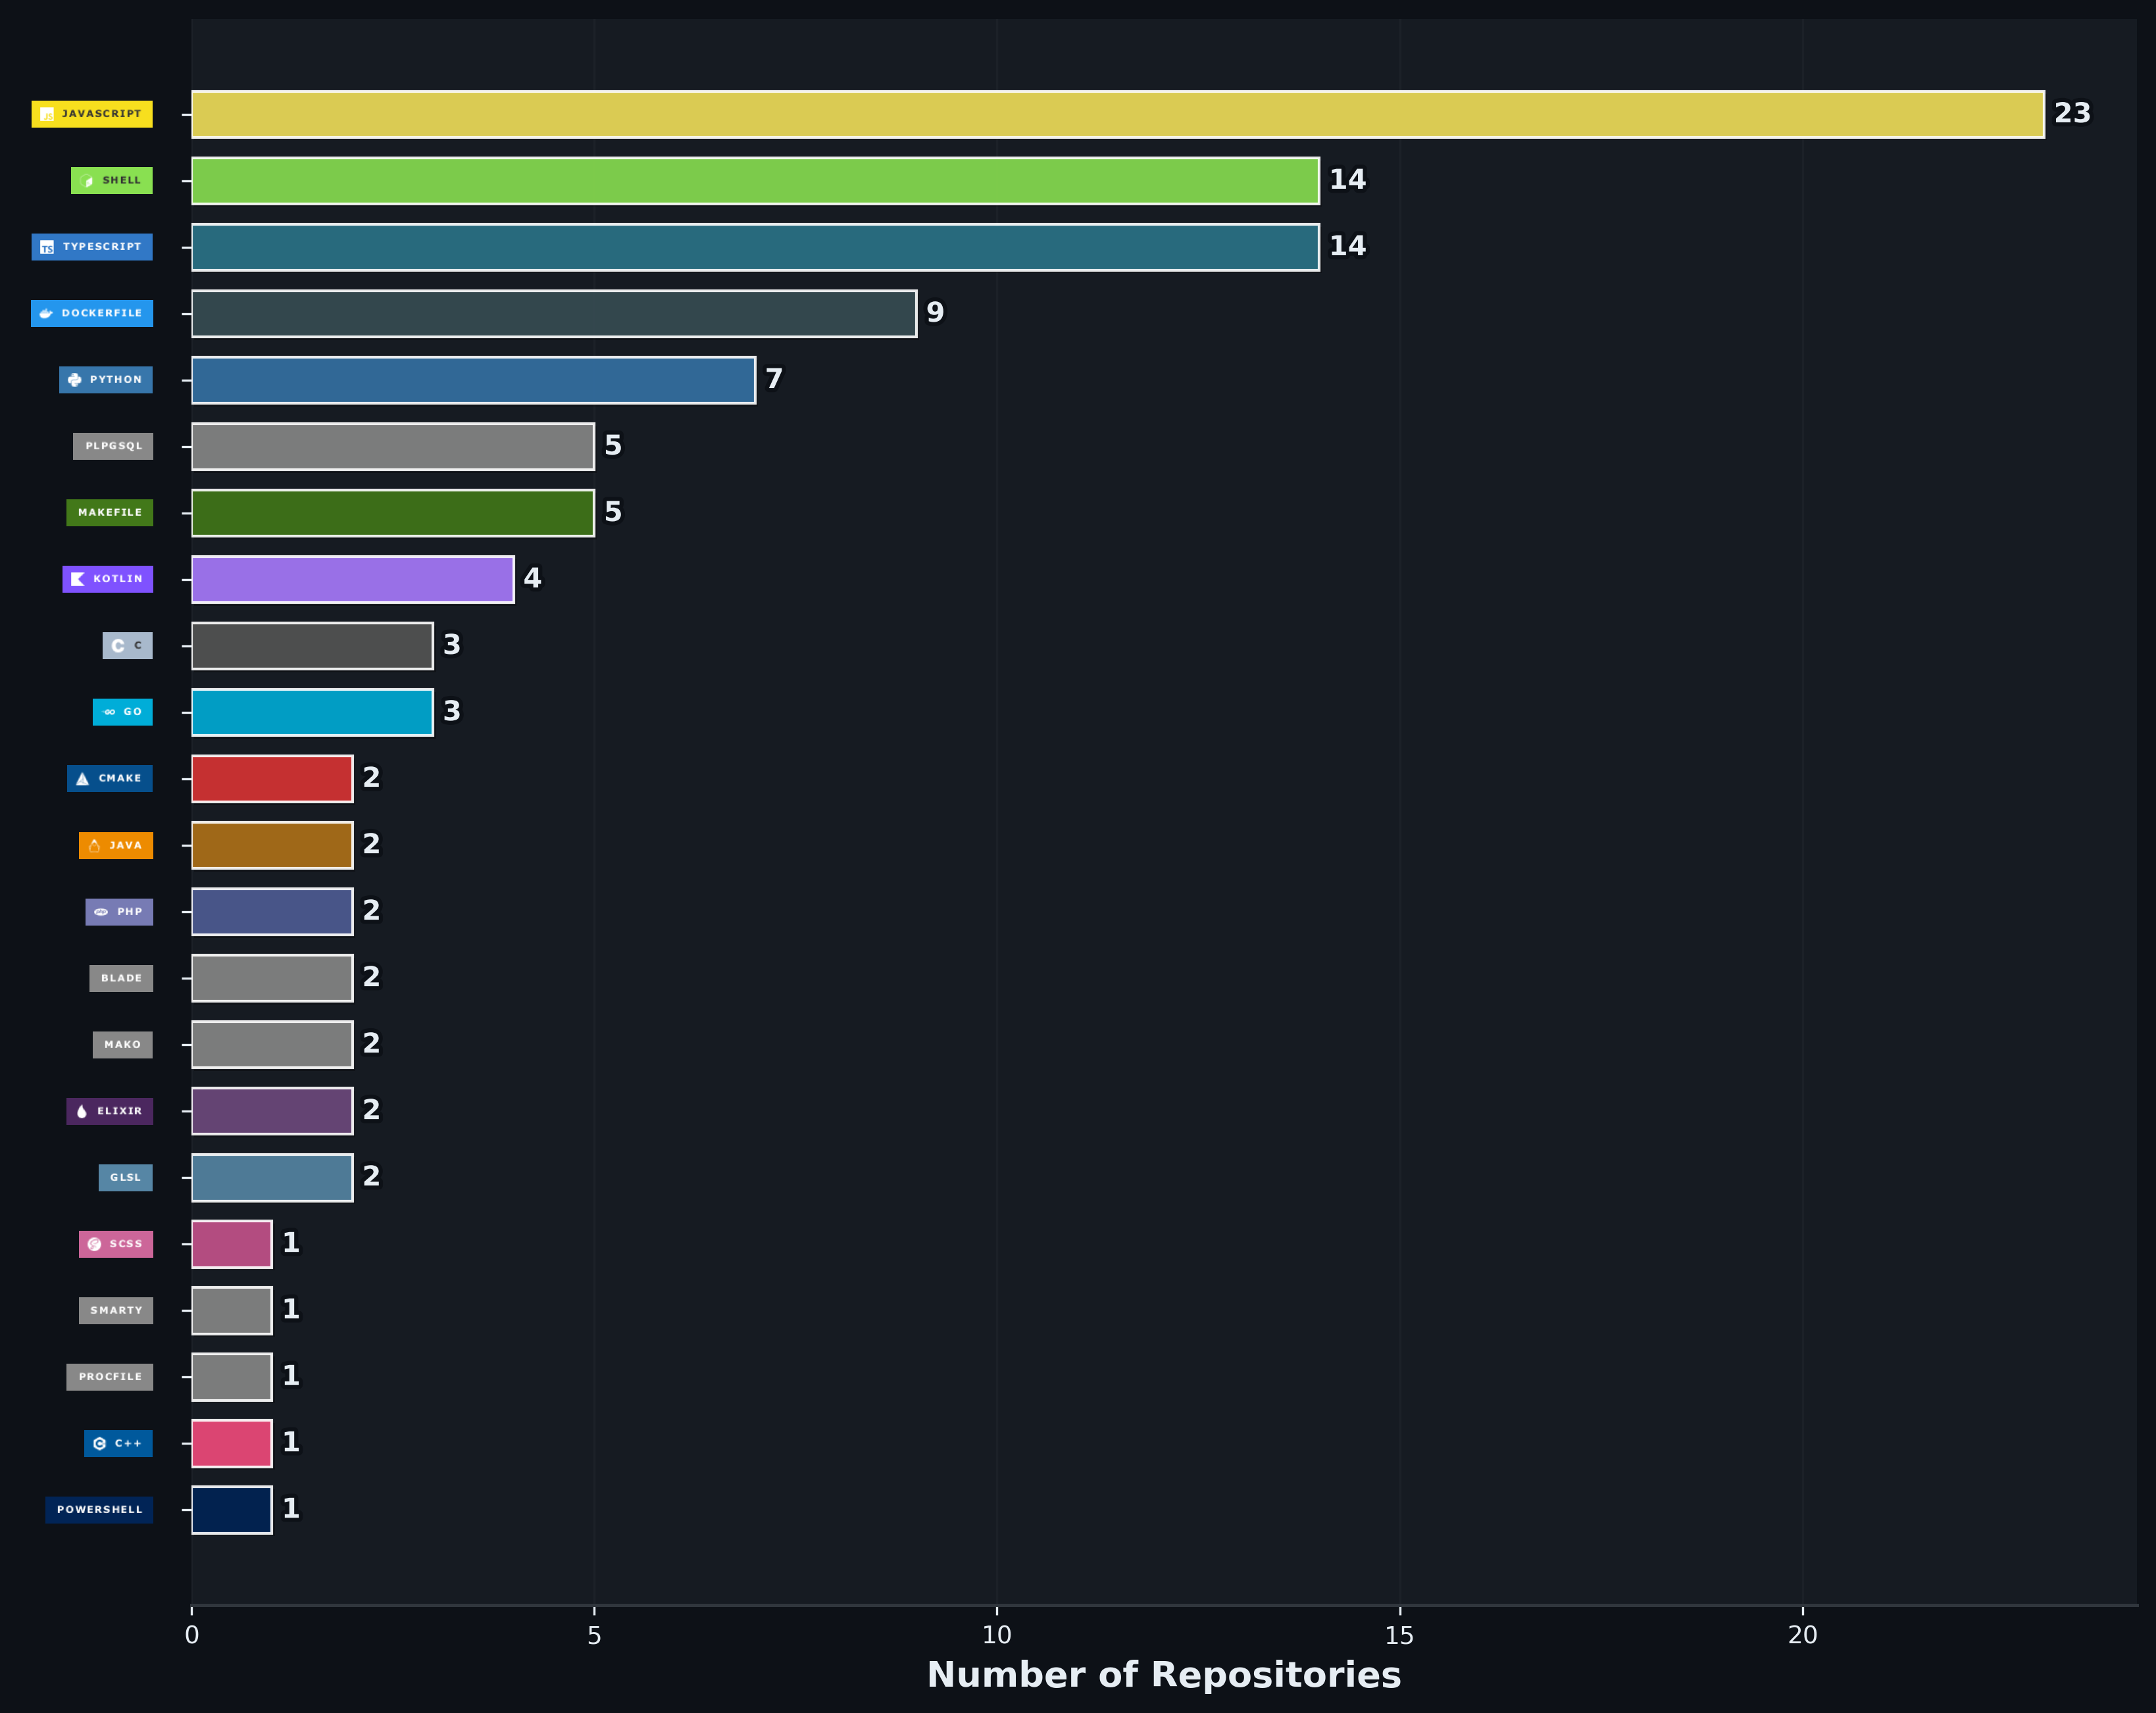 JAVASCRIPT 23
SHELL 14
TYPESCRIPT 14
DOCKERFILE 9
PYTHON 7
PLPGSQL 5
MAKEFILE 5
KOTLIN 4
C 3
GO 3
CMAKE 2
JAVA 2
PHP 2
BLADE 2
MAKO 2
ELIXIR 2
GLSL 2
SCSS 1
SMARTY 1
PROCFILE 1
C++ 1
POWERSHELL 1
0 5 10 15 20
Number of Repositories